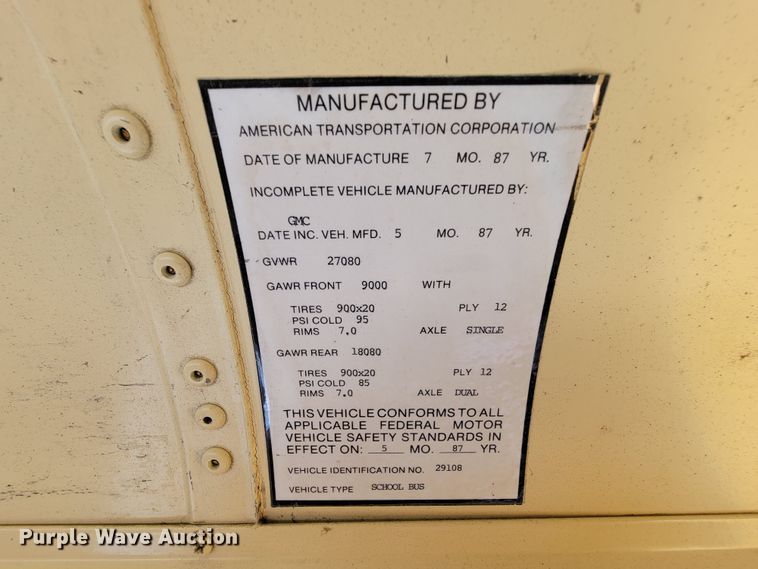 MANUFACTURED BY
AMERICAN TRANSPORTATION CORPORATION
DATE OF MANUFACTURE 7 MO. 87 YR.
INCOMPLETE VEHICLE MANUFACTURED BY:
GMC
DATE INC. VEH. MFD. 5 MO. 87 YR.
GVWR 27080
GAWR FRONT 9000 WITH
TIRES 900x20 PLY 12
PSI COLD 95
RIMS 7.0 AXLE SINGLE
GAWR REAR 18080
TIRES 900x20 PLY 12
PSI COLD 85
RIMS 7.0 AXLE DUAL
THIS VEHICLE CONFORMS TO ALL
APPLICABLE FEDERAL MOTOR
VEHICLE SAFETY STANDARDS IN
EFFECT ON: 5 MO. 87 YR.
VEHICLE IDENTIFICATION NO. 29108
VEHICLE TYPE SCHOOL BUS
Purple Wave Auction